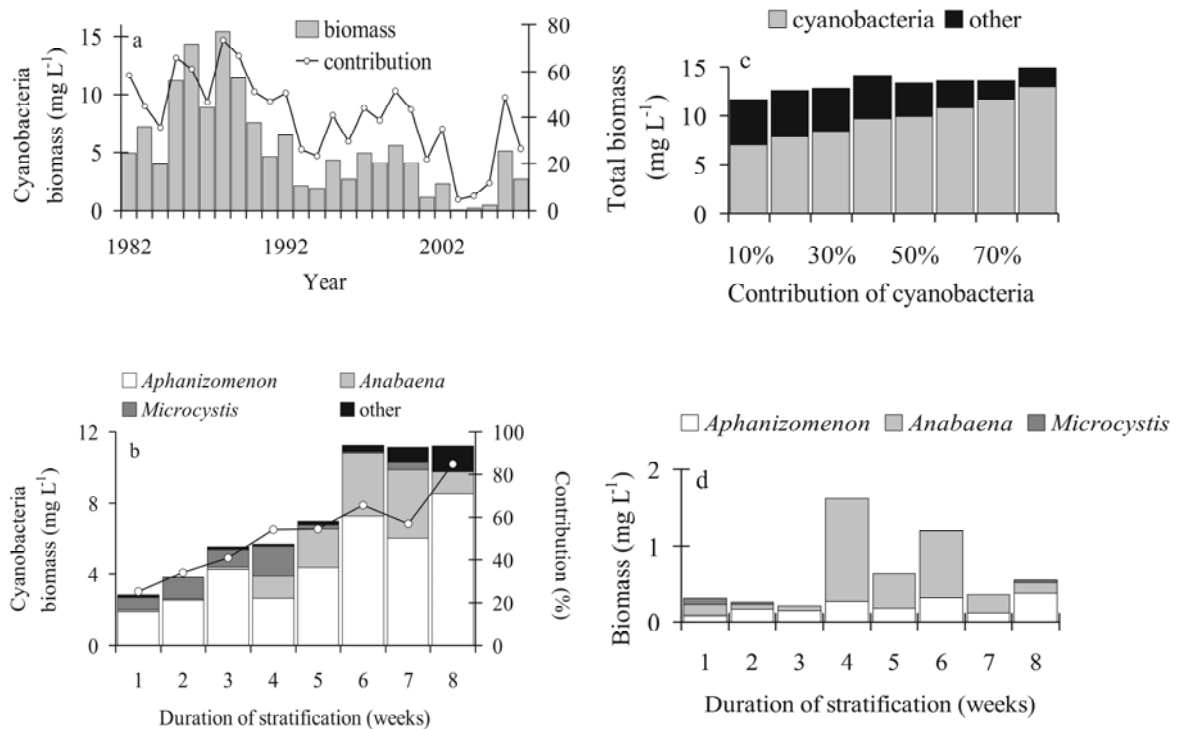 a
biomass
contribution
Cyanobacteria
biomass (mg L-1)
15
10
5
0
80
60
40
20
0
1982 1992 2002
Year
cyanobacteria other
c
Total biomass
(mg L-1)
15
10
5
0
10% 30% 50% 70%
Contribution of cyanobacteria
Aphanizomenon Anabaena
Microcystis other
b
Cyanobacteria
biomass (mg L-1)
12
8
4
0
100
80
60
40
20
0
Contribution
(%)
1 2 3 4 5 6 7 8
Duration of stratification (weeks)
Aphanizomenon Anabaena Microcystis
d
Biomass (mg L-1)
2
1
0
1 2 3 4 5 6 7 8
Duration of stratification (weeks)